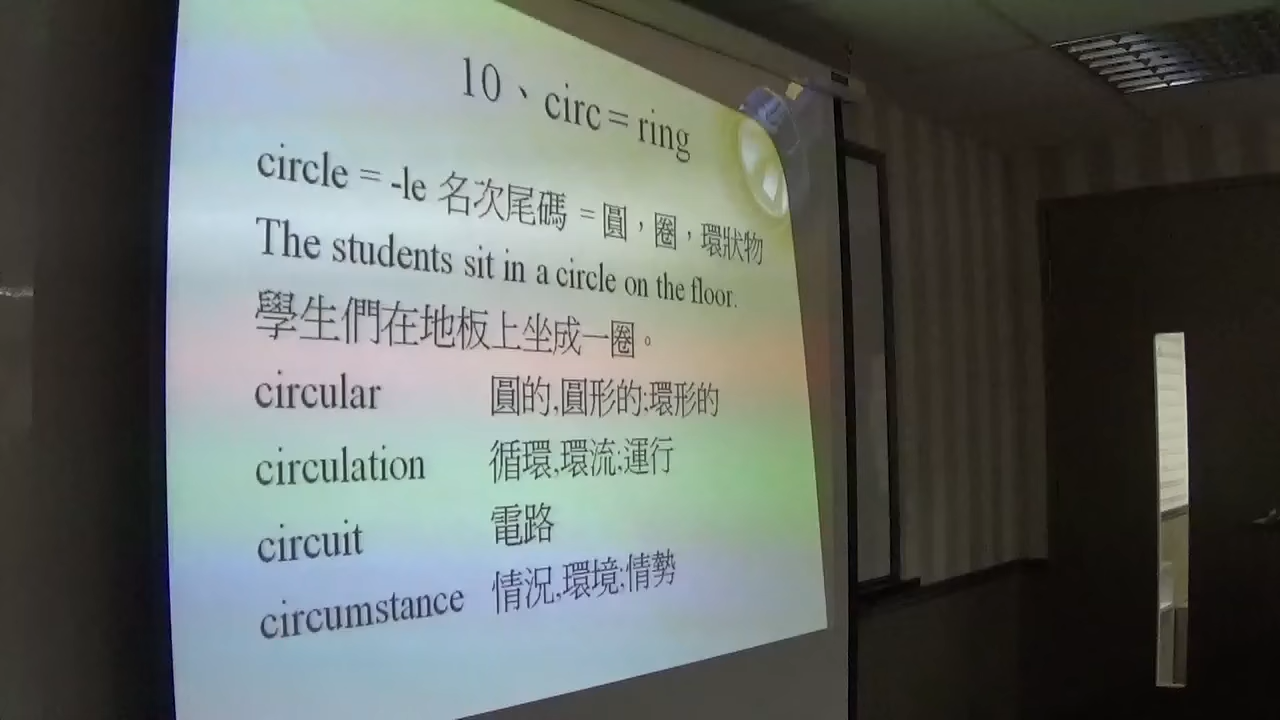 10、circ = ring
circle = -le 名次尾碼 = 圓，圈，環狀物
The students sit in a circle on the floor.
學生們在地板上坐成一圈。
circular 圓的,圓形的;環形的
circulation 循環,環流;運行
circuit 電路
circumstance 情況,環境;情勢